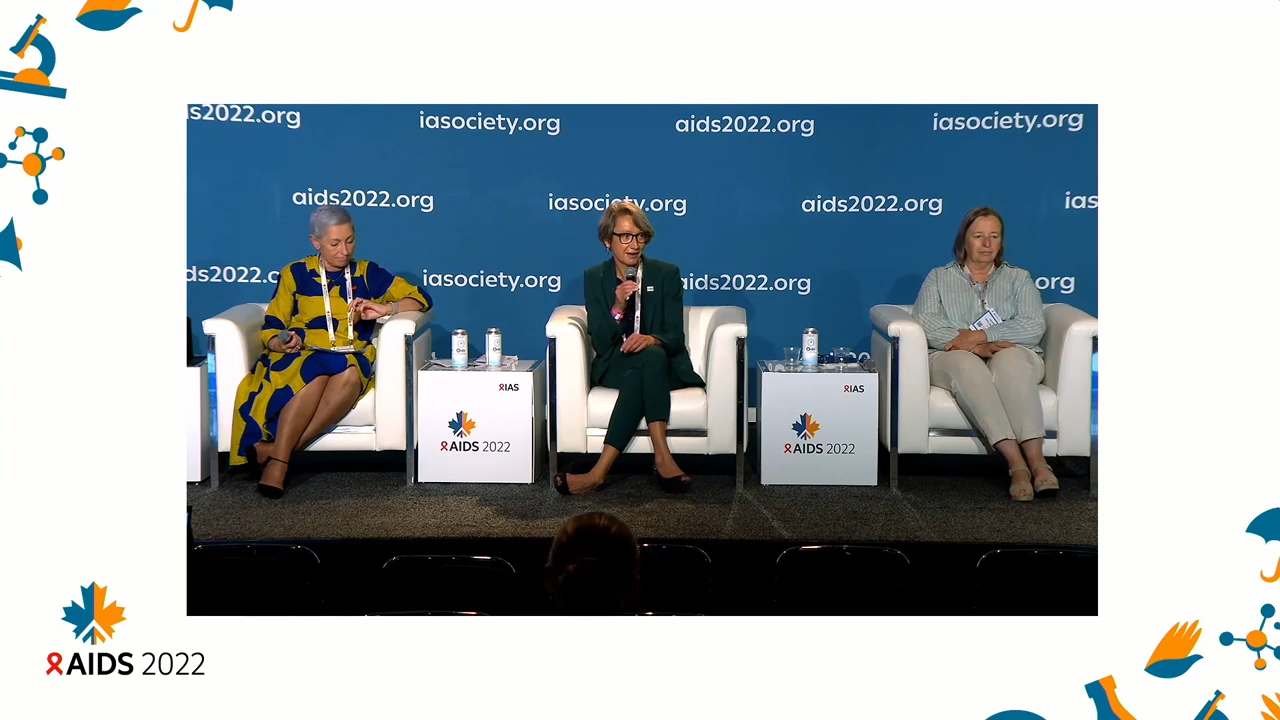 is2022.org iasociety.org aids2022.org iasociety.org
aids2022.org iasociety.org aids2022.org ias
ds2022.o iasociety.org aids2022.org .org
IAS
AIDS 2022
IAS
AIDS 2022
AIDS 2022